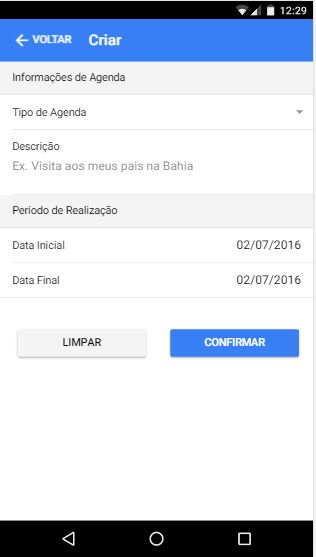 12:29
VOLTAR Criar
Informações de Agenda
Tipo de Agenda
Descrição
Ex. Visita aos meus pais na Bahia
Período de Realização
Data Inicial 02/07/2016
Data Final 02/07/2016
LIMPAR CONFIRMAR